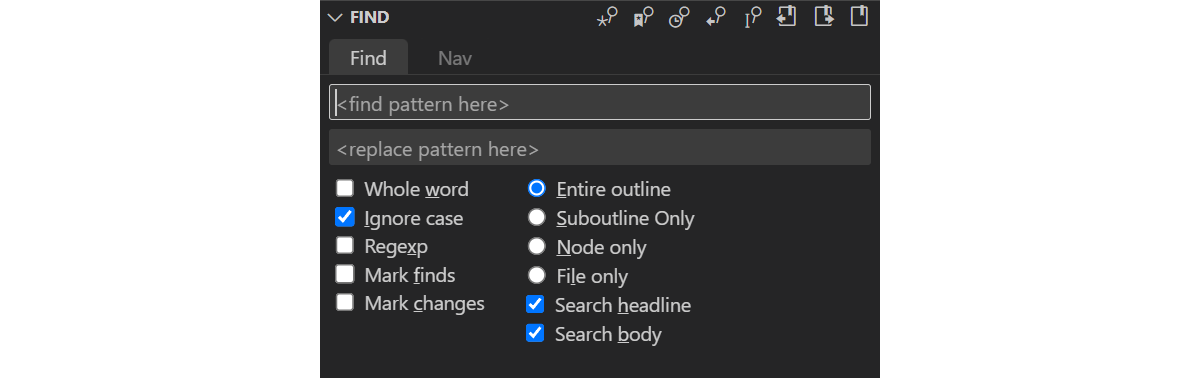 FIND
Find Nav
<find pattern here>
<replace pattern here>
Whole word Entire outline
Ignore case Suboutline Only
Regexp Node only
Mark finds File only
Mark changes Search headline
Search body